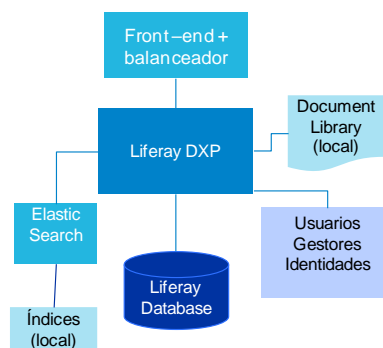 Front–end +
balanceador
Document
Library
(local)
Liferay DXP
Elastic
Search
Usuarios
Gestores
Identidades
Liferay
Database
Índices
(local)